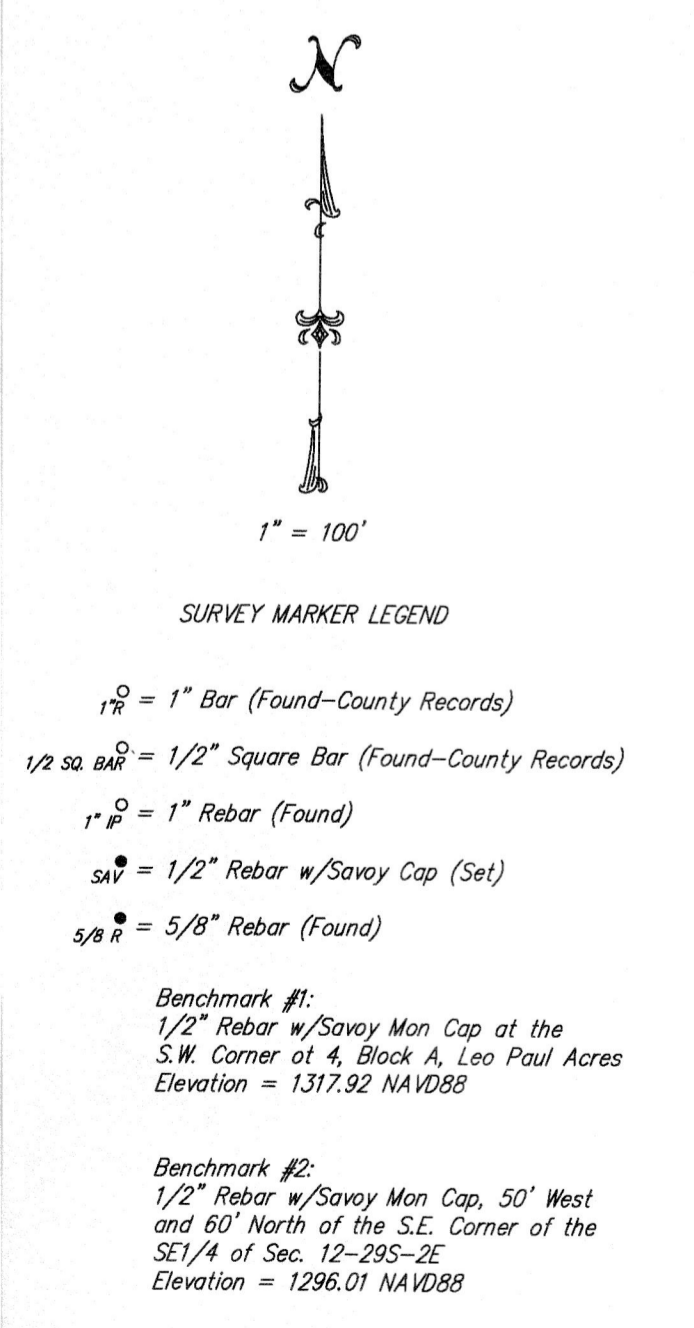 N
1" = 100'
SURVEY MARKER LEGEND
1"R = 1" Bar (Found-County Records)
1/2 SQ. BAR = 1/2" Square Bar (Found-County Records)
1" IP = 1" Rebar (Found)
SAV = 1/2" Rebar w/Savoy Cap (Set)
5/8 R = 5/8" Rebar (Found)
Benchmark #1:
1/2" Rebar w/Savoy Mon Cap at the
S.W. Corner ot 4, Block A, Leo Paul Acres
Elevation = 1317.92 NAVD88
Benchmark #2:
1/2" Rebar w/Savoy Mon Cap, 50' West
and 60' North of the S.E. Corner of the
SE1/4 of Sec. 12-29S-2E
Elevation = 1296.01 NAVD88